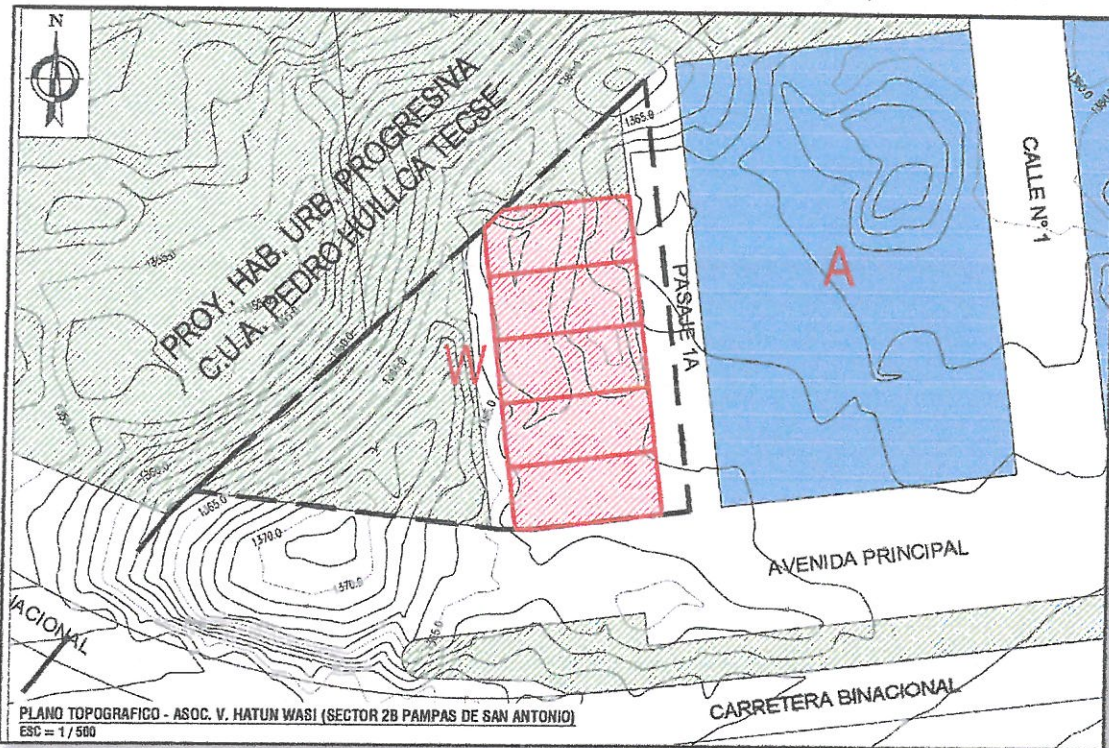 N
PROY. HAB. URB. PROGRESIVA
C.U.A. PEDRO HUILLCA TECSE
1365.0
CALLE Nº 1
A
PASAJE 1A
W
1365.0
1370.0
1370.0
AVENIDA PRINCIPAL
NACIONAL
CARRETERA BINACIONAL
PLANO TOPOGRAFICO - ASOC. V. HATUN WASI (SECTOR 2B PAMPAS DE SAN ANTONIO)
ESC = 1 / 500